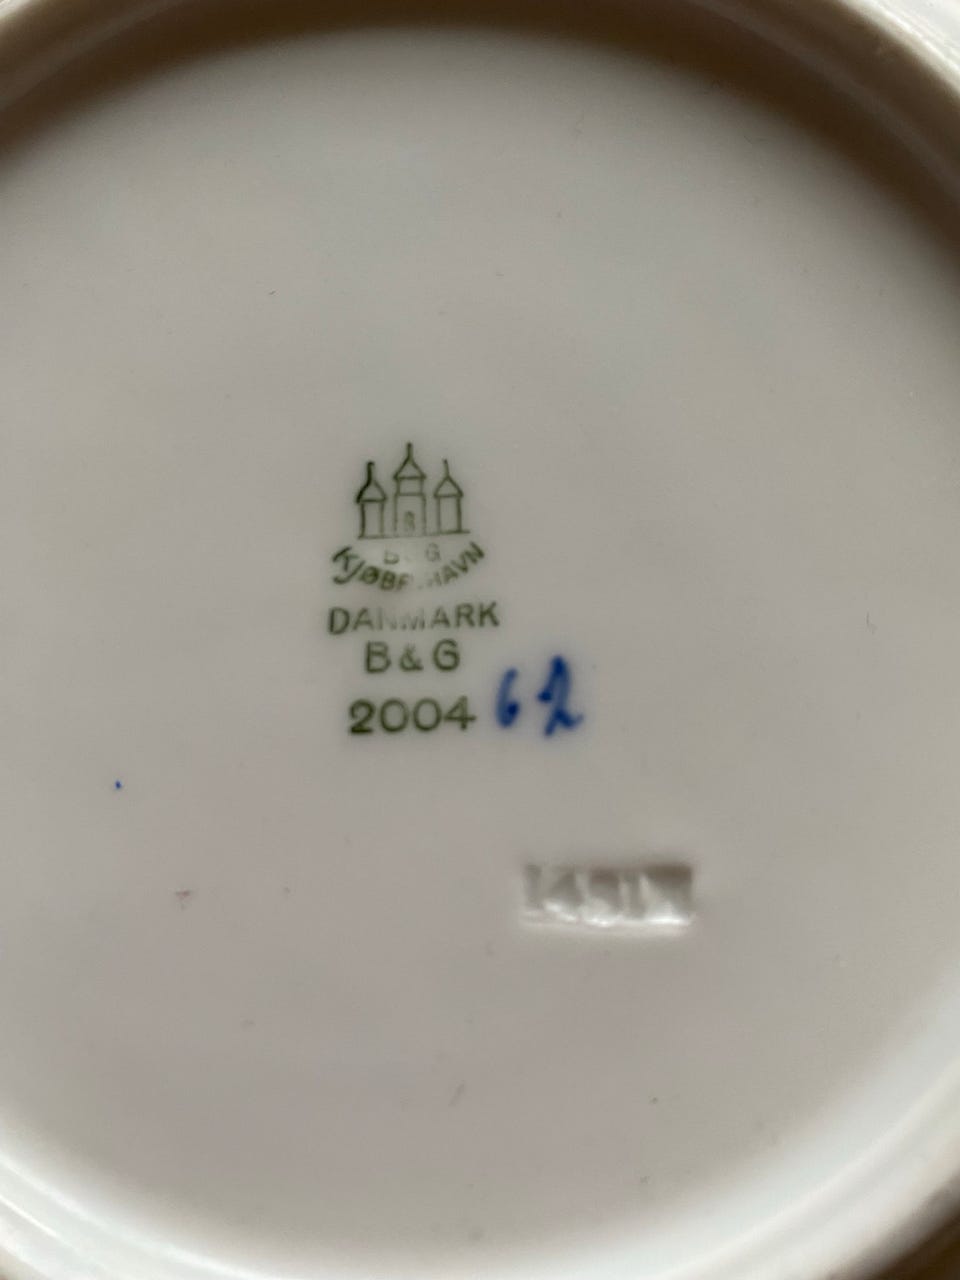 B&G
KJØBENHAVN
DANMARK
B&G
2004 62